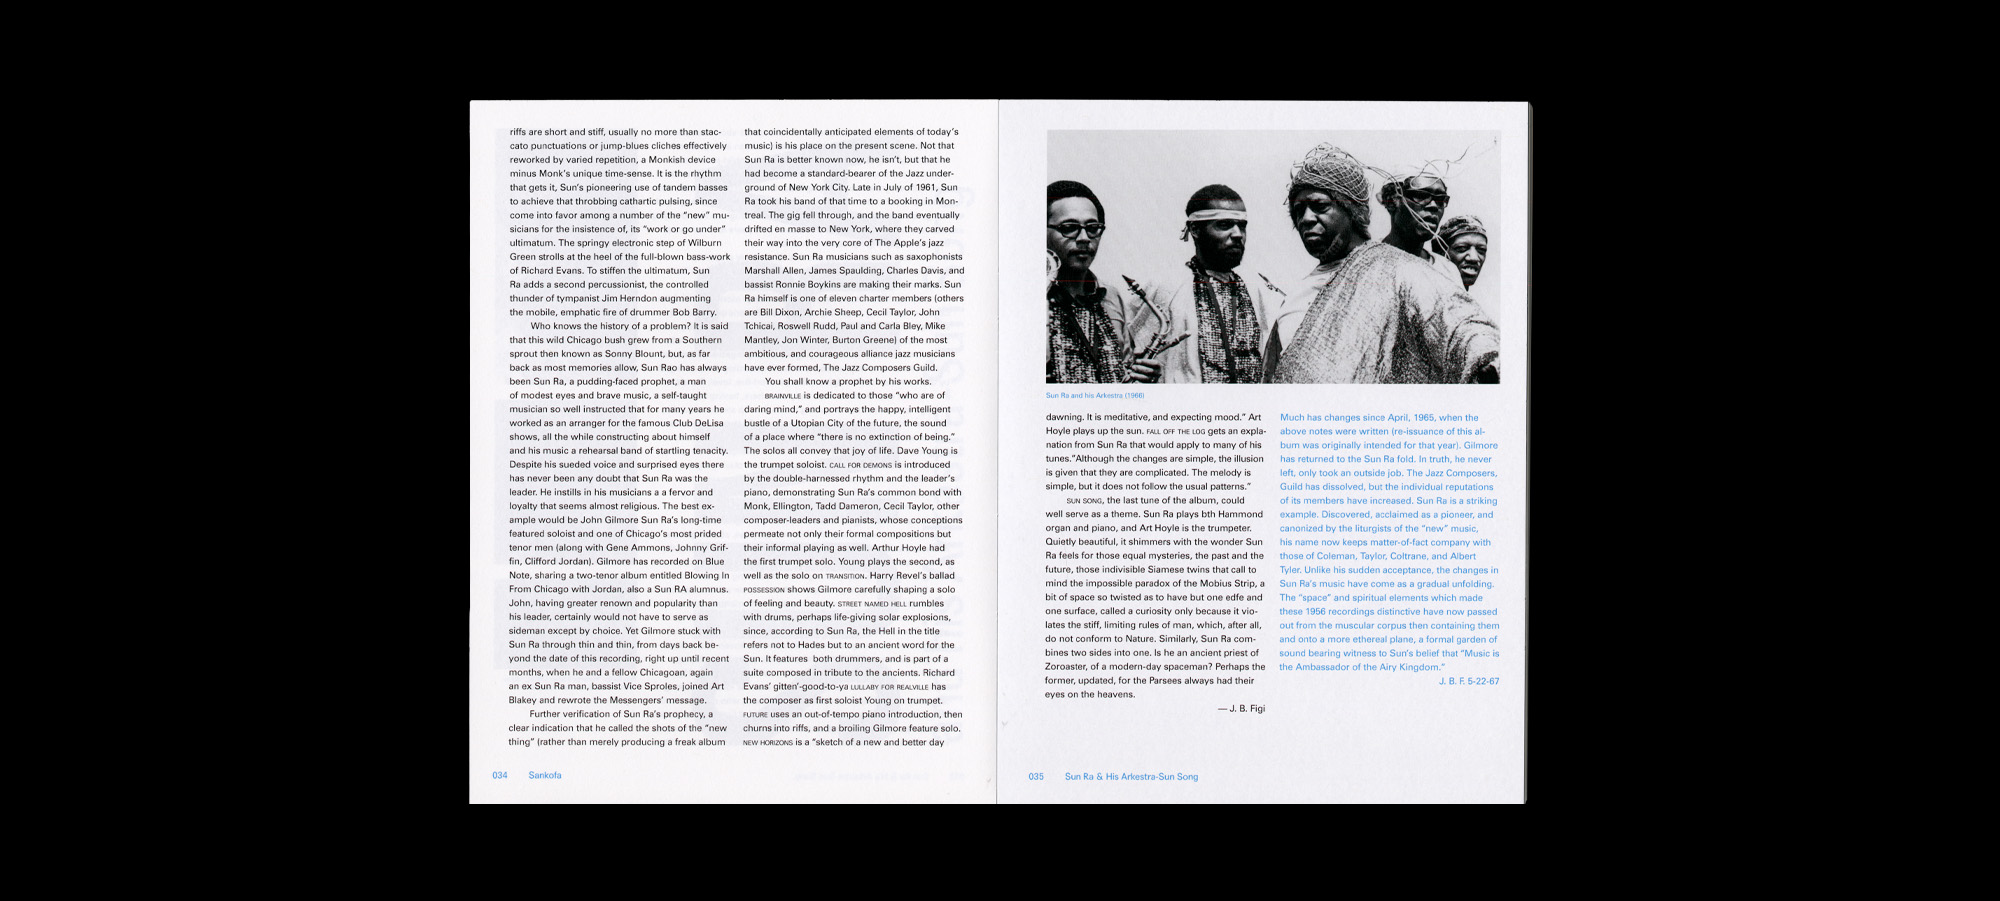 riffs are short and stiff, usually no more than stac-
cato punctuations or jump-blues cliches effectively
reworked by varied repetition, a Monkish device
minus Monk's unique time-sense. It is the rhythm
that gets it, Sun's pioneering use of tandem basses
to achieve that throbbing cathartic pulsing, since
come into favor among a number of the “new” mu-
sicians for the insistence of, its “work or go under”
ultimatum. The springy electronic step of Wilburn
Green strolls at the heel of the full-blown bass-work
of Richard Evans. To stiffen the ultimatum, Sun
Ra adds a second percussionist, the controlled
thunder of tympanist Jim Herndon augmenting
the mobile, emphatic fire of drummer Bob Barry.
Who knows the history of a problem? It is said
that this wild Chicago bush grew from a Southern
sprout then known as Sonny Blount, but, as far
back as most memories allow, Sun Rao has always
been Sun Ra, a pudding-faced prophet, a man
of modest eyes and brave music, a self-taught
musician so well instructed that for many years he
worked as an arranger for the famous Club DeLisa
shows, all the while constructing about himself
and his music a rehearsal band of startling tenacity.
Despite his sueded voice and surprised eyes there
has never been any doubt that Sun Ra was the
leader. He instills in his musicians a a fervor and
loyalty that seems almost religious. The best ex-
ample would be John Gilmore Sun Ra's long-time
featured soloist and one of Chicago's most prided
tenor men (along with Gene Ammons, Johnny Grif-
fin, Clifford Jordan). Gilmore has recorded on Blue
Note, sharing a two-tenor album entitled Blowing In
From Chicago with Jordan, also a Sun RA alumnus.
John, having greater renown and popularity than
his leader, certainly would not have to serve as
sideman except by choice. Yet Gilmore stuck with
Sun Ra through thin and thin, from days back be-
yond the date of this recording, right up until recent
months, when he and a fellow Chicagoan, again
an ex Sun Ra man, bassist Vice Sproles, joined Art
Blakey and rewrote the Messengers' message.
Further verification of Sun Ra's prophecy, a
clear indication that he called the shots of the “new
thing” (rather than merely producing a freak album
that coincidentally anticipated elements of today's
music) is his place on the present scene. Not that
Sun Ra is better known now, he isn't, but that he
had become a standard-bearer of the Jazz under-
ground of New York City. Late in July of 1961, Sun
Ra took his band of that time to a booking in Mon-
treal. The gig fell through, and the band eventually
drifted en masse to New York, where they carved
their way into the very core of The Apple's jazz
resistance. Sun Ra musicians such as saxophonists
Marshall Allen, James Spaulding, Charles Davis, and
bassist Ronnie Boykins are making their marks. Sun
Ra himself is one of eleven charter members (others
are Bill Dixon, Archie Sheep, Cecil Taylor, John
Tchicai, Roswell Rudd, Paul and Carla Bley, Mike
Mantley, Jon Winter, Burton Greene) of the most
ambitious, and courageous alliance jazz musicians
have ever formed, The Jazz Composers Guild.
You shall know a prophet by his works.
BRAINVILLE is dedicated to those “who are of
daring mind,” and portrays the happy, intelligent
bustle of a Utopian City of the future, the sound
of a place where “there is no extinction of being.”
The solos all convey that joy of life. Dave Young is
the trumpet soloist. CALL FOR DEMONS is introduced
by the double-harnessed rhythm and the leader's
piano, demonstrating Sun Ra's common bond with
Monk, Ellington, Tadd Dameron, Cecil Taylor, other
composer-leaders and pianists, whose conceptions
permeate not only their formal compositions but
their informal playing as well. Arthur Hoyle had
the first trumpet solo. Young plays the second, as
well as the solo on TRANSITION. Harry Revel's ballad
POSSESSION shows Gilmore carefully shaping a solo
of feeling and beauty. STREET NAMED HELL rumbles
with drums, perhaps life-giving solar explosions,
since, according to Sun Ra, the Hell in the title
refers not to Hades but to an ancient word for the
Sun. It features both drummers, and is part of a
suite composed in tribute to the ancients. Richard
Evans' gitten'-good-to-ya LULLABY FOR REALVILLE has
the composer as first soloist Young on trumpet.
FUTURE uses an out-of-tempo piano introduction, then
churns into riffs, and a broiling Gilmore feature solo.
NEW HORIZONS is a “sketch of a new and better day
034 Sankofa
Sun Ra and his Arkestra (1966)
dawning. It is meditative, and expecting mood.” Art
Hoyle plays up the sun. FALL OFF THE LOG gets an expla-
nation from Sun Ra that would apply to many of his
tunes.“Although the changes are simple, the illusion
is given that they are complicated. The melody is
simple, but it does not follow the usual patterns.”
SUN SONG, the last tune of the album, could
well serve as a theme. Sun Ra plays bth Hammond
organ and piano, and Art Hoyle is the trumpeter.
Quietly beautiful, it shimmers with the wonder Sun
Ra feels for those equal mysteries, the past and the
future, those indivisible Siamese twins that call to
mind the impossible paradox of the Mobius Strip, a
bit of space so twisted as to have but one edfe and
one surface, called a curiosity only because it vio-
lates the stiff, limiting rules of man, which, after all,
do not conform to Nature. Similarly, Sun Ra com-
bines two sides into one. Is he an ancient priest of
Zoroaster, of a modern-day spaceman? Perhaps the
former, updated, for the Parsees always had their
eyes on the heavens.
— J. B. Figi
Much has changes since April, 1965, when the
above notes were written (re-issuance of this al-
bum was originally intended for that year). Gilmore
has returned to the Sun Ra fold. In truth, he never
left, only took an outside job. The Jazz Composers,
Guild has dissolved, but the individual reputations
of its members have increased. Sun Ra is a striking
example. Discovered, acclaimed as a pioneer, and
canonized by the liturgists of the “new” music,
his name now keeps matter-of-fact company with
those of Coleman, Taylor, Coltrane, and Albert
Tyler. Unlike his sudden acceptance, the changes in
Sun Ra's music have come as a gradual unfolding.
The “space” and spiritual elements which made
these 1956 recordings distinctive have now passed
out from the muscular corpus then containing them
and onto a more ethereal plane, a formal garden of
sound bearing witness to Sun's belief that “Music is
the Ambassador of the Airy Kingdom.”
J. B. F. 5-22-67
035 Sun Ra & His Arkestra-Sun Song